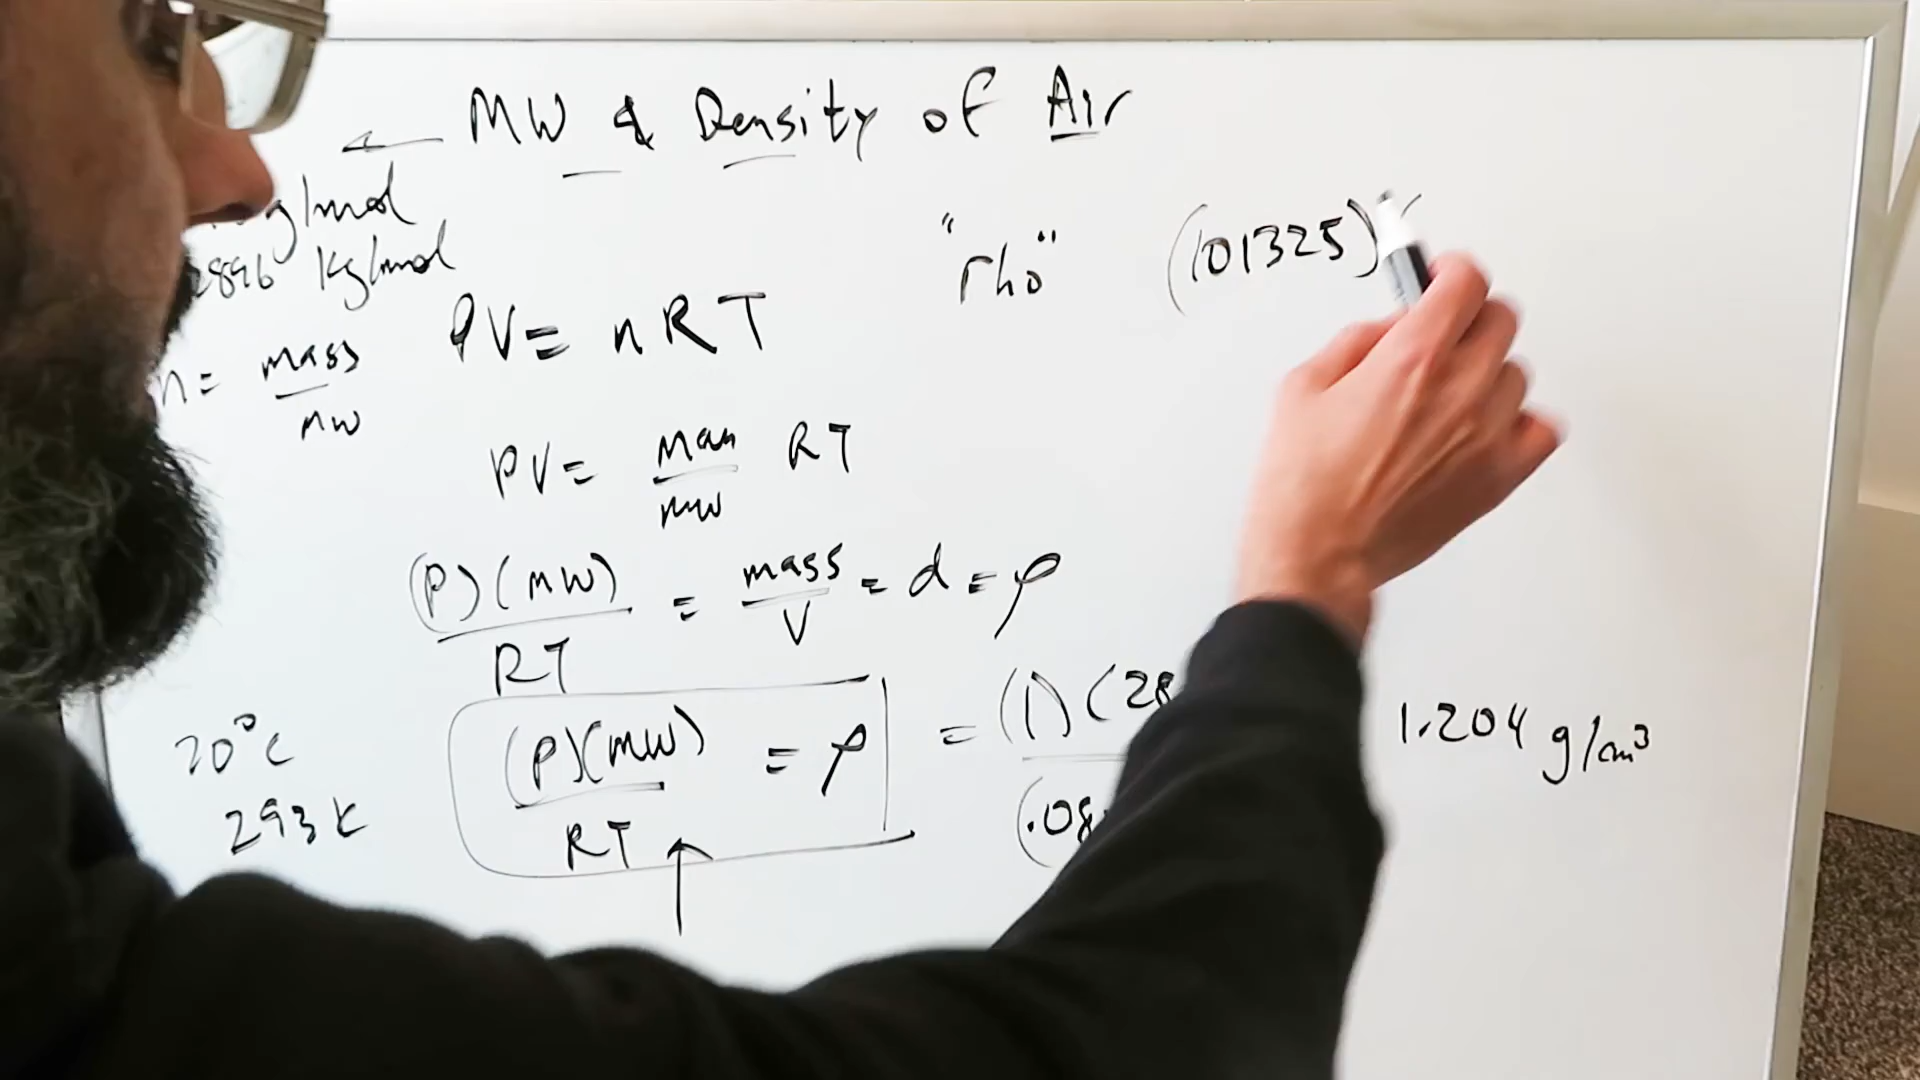 MW & Density of Air
g/mol
2896 Kg/mol
"rho"
(101325)(
PV = nRT
n = mass
MW
PV = mass RT
MW
(P)(MW) = mass = d = ρ
RT V
20°C
293 K
(P)(MW) = ρ
RT
= (1)(28
(.08
1.204 g/cm³